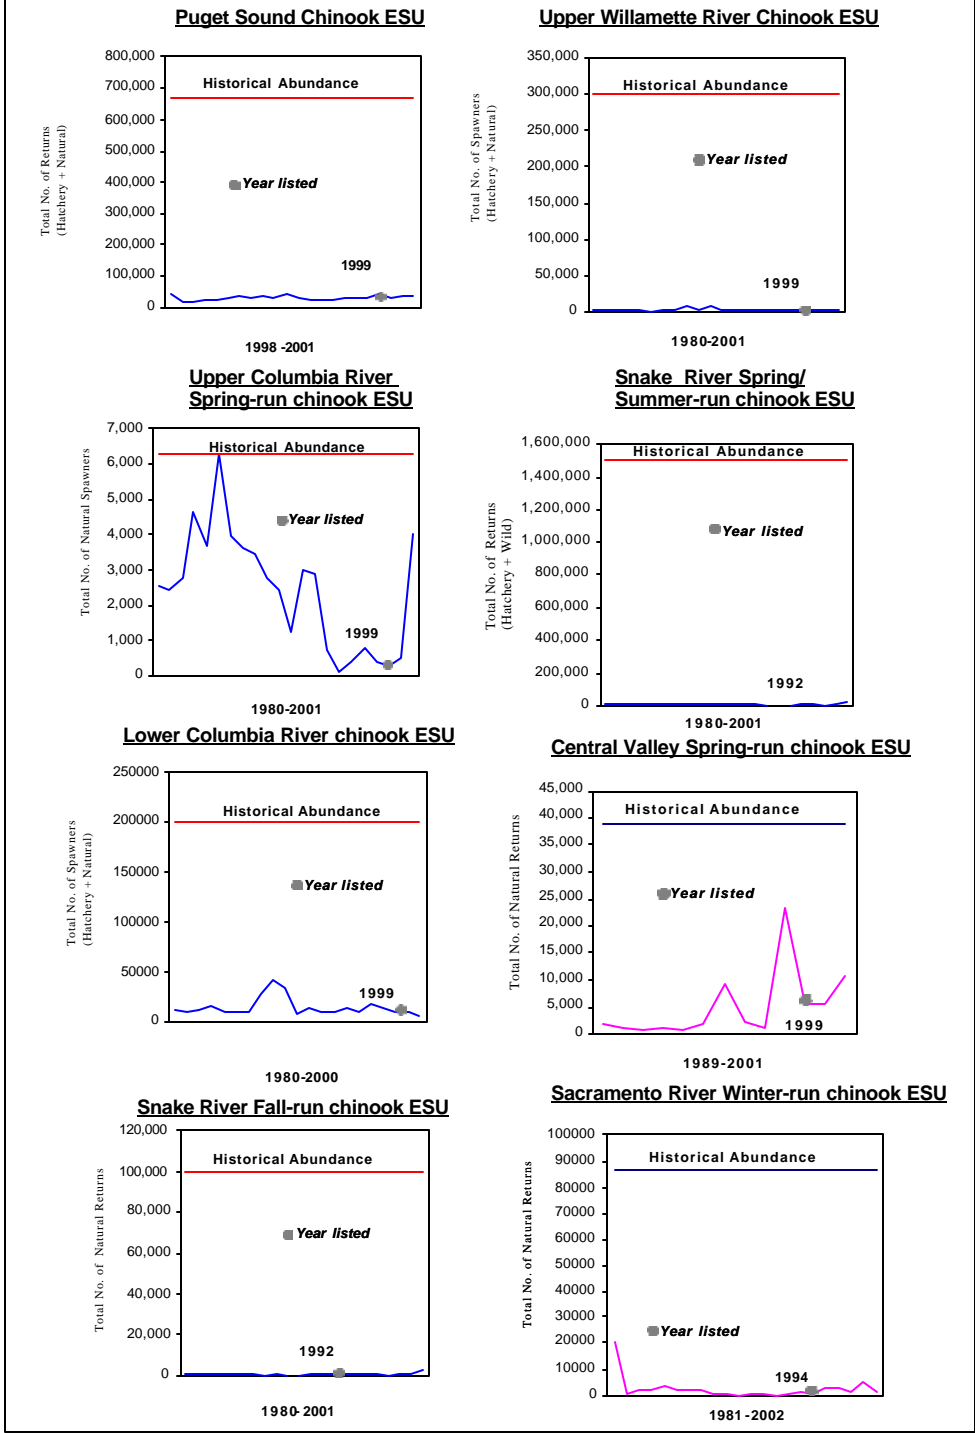 Puget Sound Chinook ESU
800,000
700,000
600,000
500,000
400,000
300,000
200,000
100,000
0
Total No. of Returns
(Hatchery + Natural)
Historical Abundance
Year listed
1999
1998 -2001
Upper Willamette River Chinook ESU
350,000
300,000
250,000
200,000
150,000
100,000
50,000
0
Total No. of Spawners
(Hatchery + Natural)
Historical Abundance
Year listed
1999
1980-2001
Upper Columbia River
Spring-run chinook ESU
7,000
6,000
5,000
4,000
3,000
2,000
1,000
0
Total No. of Natural Spawners
Historical Abundance
Year listed
1999
1980-2001
Snake River Spring/
Summer-run chinook ESU
1,600,000
1,400,000
1,200,000
1,000,000
800,000
600,000
400,000
200,000
0
Total No. of Returns
(Hatchery + Wild)
Historical Abundance
Year listed
1992
1980-2001
Lower Columbia River chinook ESU
250000
200000
150000
100000
50000
0
Total No. of Spawners
(Hatchery + Natural)
Historical Abundance
Year listed
1999
1980-2000
Central Valley Spring-run chinook ESU
45,000
40,000
35,000
30,000
25,000
20,000
15,000
10,000
5,000
0
Total No. of Natural Returns
Historical Abundance
Year listed
1999
1989-2001
Snake River Fall-run chinook ESU
120,000
100,000
80,000
60,000
40,000
20,000
0
Total No. of Natural Returns
Historical Abundance
Year listed
1992
1980-2001
Sacramento River Winter-run chinook ESU
100000
90000
80000
70000
60000
50000
40000
30000
20000
10000
0
Total No. of Natural Returns
Historical Abundance
Year listed
1994
1981-2002